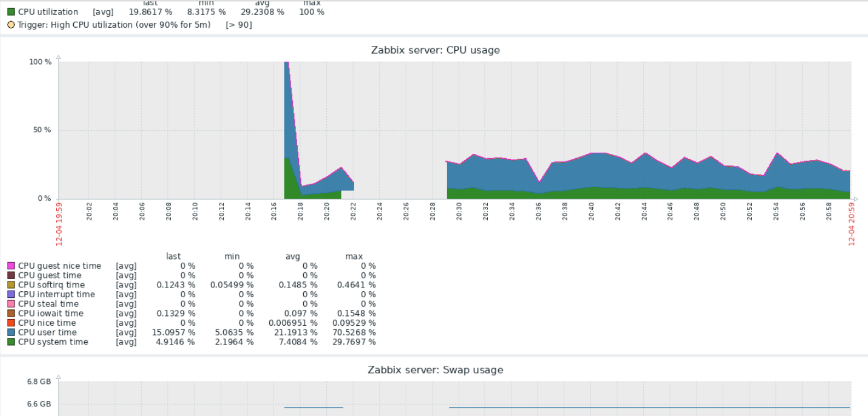 last min avg max
CPU utilization [avg] 19.8617 % 8.3175 % 29.2308 % 100 %
Trigger: High CPU utilization (over 90% for 5m) [> 90]
Zabbix server: CPU usage
100 %
50 %
0 %
12-04 19:59 20:02 20:04 20:06 20:08 20:10 20:12 20:14 20:16 20:18 20:20 20:22 20:24 20:26 20:28 20:30 20:32 20:34 20:36 20:38 20:40 20:42 20:44 20:46 20:48 20:50 20:52 20:54 20:56 20:58 12-04 20:59
last min avg max
CPU guest nice time [avg] 0 % 0 % 0 % 0 %
CPU guest time [avg] 0 % 0 % 0 % 0 %
CPU softirq time [avg] 0.1243 % 0.05499 % 0.1485 % 0.4641 %
CPU interrupt time [avg] 0 % 0 % 0 % 0 %
CPU steal time [avg] 0 % 0 % 0 % 0 %
CPU iowait time [avg] 0.1329 % 0 % 0.097 % 0.1548 %
CPU nice time [avg] 0 % 0 % 0.006951 % 0.09529 %
CPU user time [avg] 15.0957 % 5.0635 % 21.1913 % 70.5268 %
CPU system time [avg] 4.9146 % 2.1964 % 7.4084 % 29.7697 %
Zabbix server: Swap usage
6.8 GB
6.6 GB